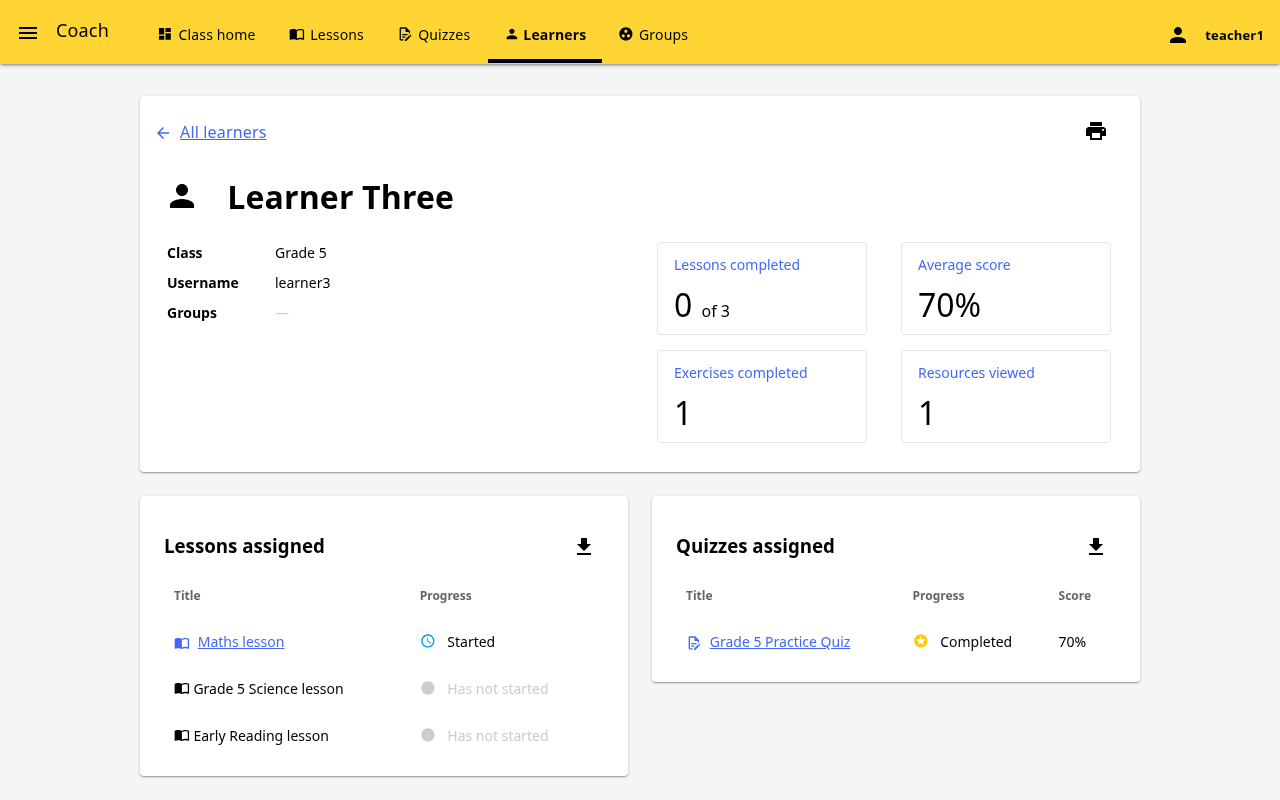 Coach
Class home
Lessons
Quizzes
Learners
Groups
teacher1
All learners
Learner Three
Class Grade 5
Username learner3
Groups —
Lessons completed
0 of 3
Average score
70%
Exercises completed
1
Resources viewed
1
Lessons assigned
Title Progress
Maths lesson Started
Grade 5 Science lesson Has not started
Early Reading lesson Has not started
Quizzes assigned
Title Progress Score
Grade 5 Practice Quiz Completed 70%